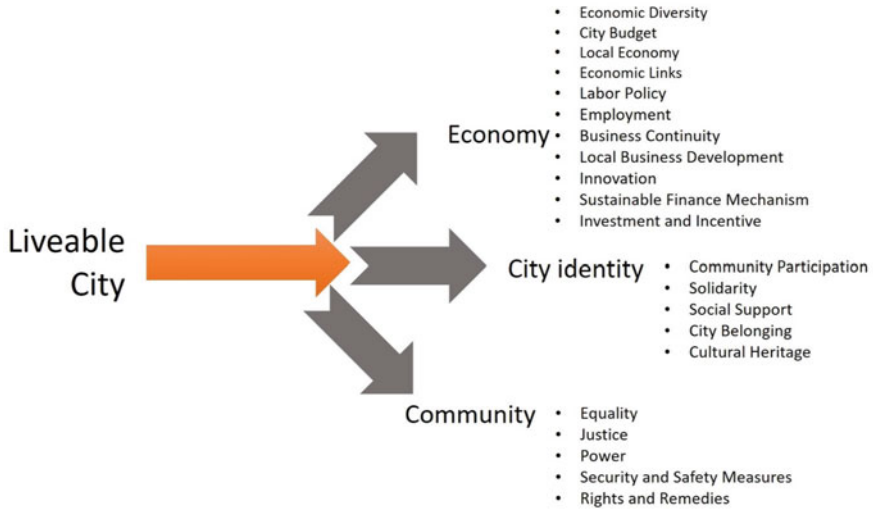 Liveable
City
Economy
• Economic Diversity
• City Budget
• Local Economy
• Economic Links
• Labor Policy
• Employment
• Business Continuity
• Local Business Development
• Innovation
• Sustainable Finance Mechanism
• Investment and Incentive
City identity
• Community Participation
• Solidarity
• Social Support
• City Belonging
• Cultural Heritage
Community
• Equality
• Justice
• Power
• Security and Safety Measures
• Rights and Remedies